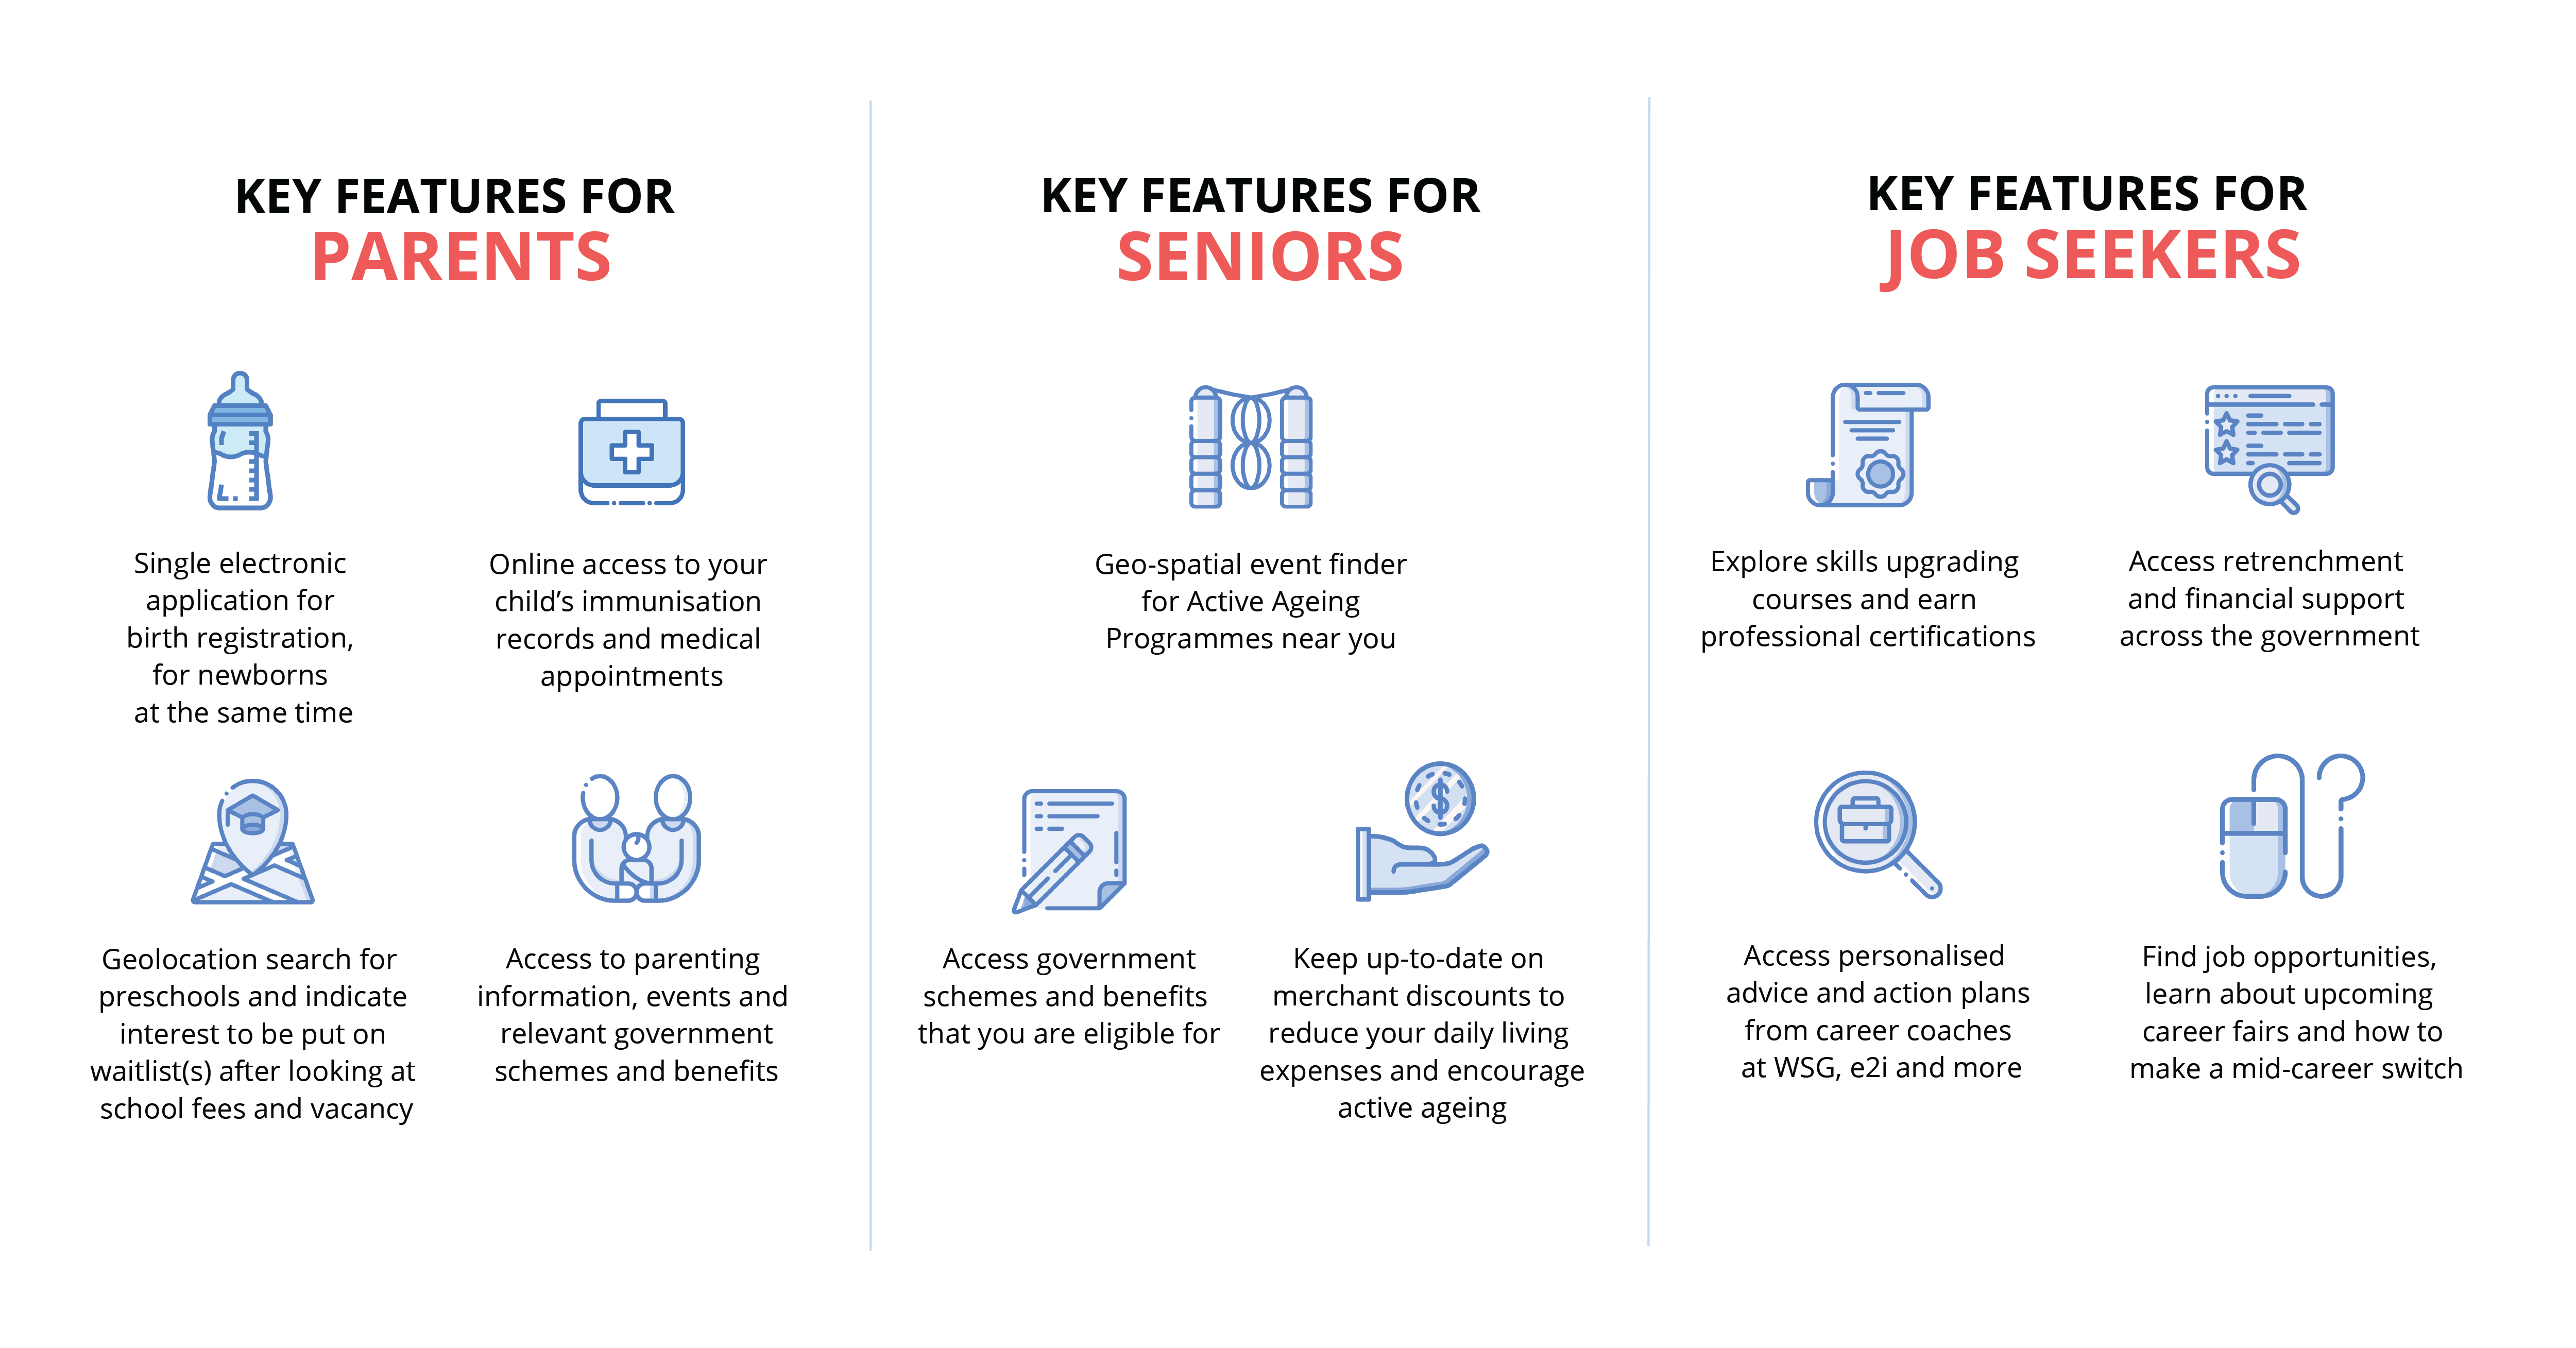 KEY FEATURES FOR
PARENTS
Single electronic
application for
birth registration,
for newborns
at the same time
Online access to your
child’s immunisation
records and medical
appointments
Geolocation search for
preschools and indicate
interest to be put on
waitlist(s) after looking at
school fees and vacancy
Access to parenting
information, events and
relevant government
schemes and benefits
KEY FEATURES FOR
SENIORS
Geo-spatial event finder
for Active Ageing
Programmes near you
Access government
schemes and benefits
that you are eligible for
Keep up-to-date on
merchant discounts to
reduce your daily living
expenses and encourage
active ageing
KEY FEATURES FOR
JOB SEEKERS
Explore skills upgrading
courses and earn
professional certifications
Access retrenchment
and financial support
across the government
Access personalised
advice and action plans
from career coaches
at WSG, e2i and more
Find job opportunities,
learn about upcoming
career fairs and how to
make a mid-career switch